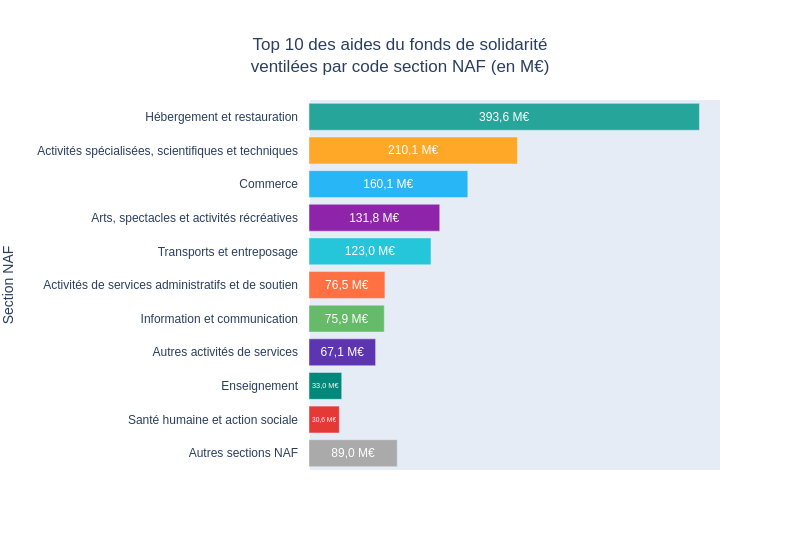 Top 10 des aides du fonds de solidarité
ventilées par code section NAF (en M€)
Section NAF
Hébergement et restauration 393,6 M€
Activités spécialisées, scientifiques et techniques 210,1 M€
Commerce 160,1 M€
Arts, spectacles et activités récréatives 131,8 M€
Transports et entreposage 123,0 M€
Activités de services administratifs et de soutien 76,5 M€
Information et communication 75,9 M€
Autres activités de services 67,1 M€
Enseignement 33,0 M€
Santé humaine et action sociale 30,6 M€
Autres sections NAF 89,0 M€